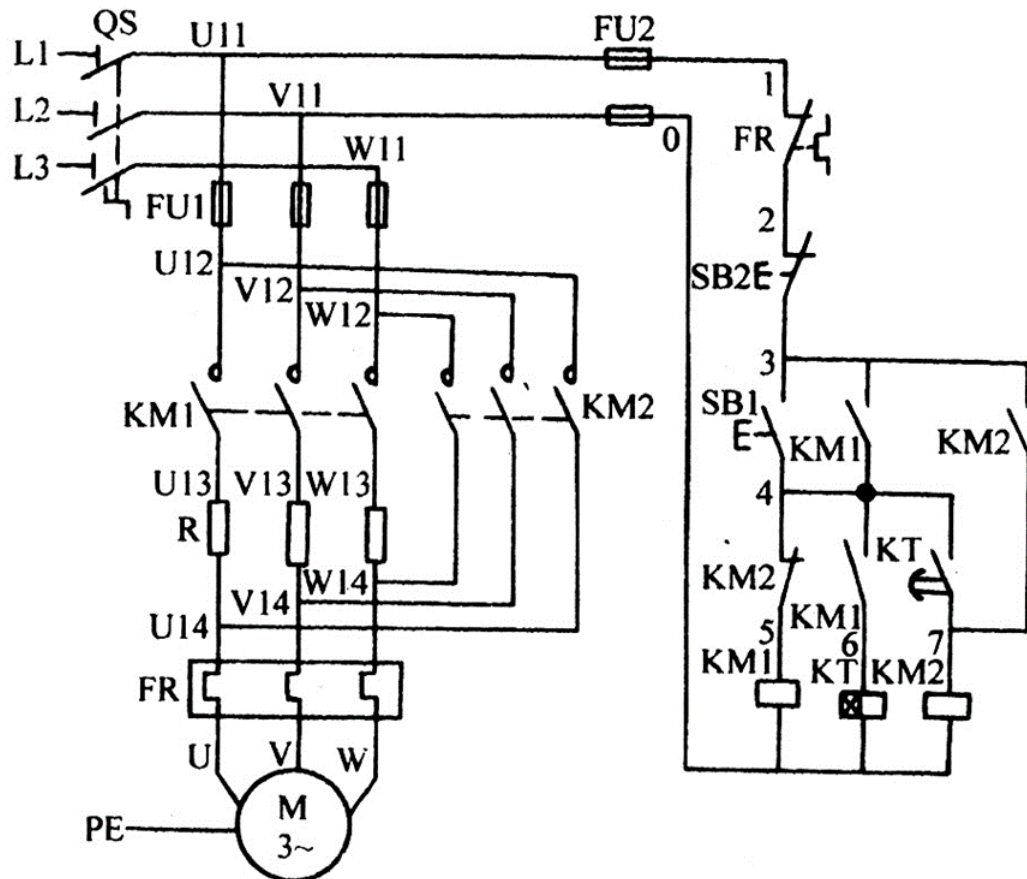 QS
U11
FU2
L1
V11
1
L2
0
W11
FR
L3
FU1
2
U12
V12
SB2
W12
3
KM1
KM2
SB1
KM1
KM2
U13
V13
W13
4
R
KT
W14
KM2
V14
KM1
U14
5
6
7
FR
KM1
KT
KM2
U
V
W
M
3~
PE